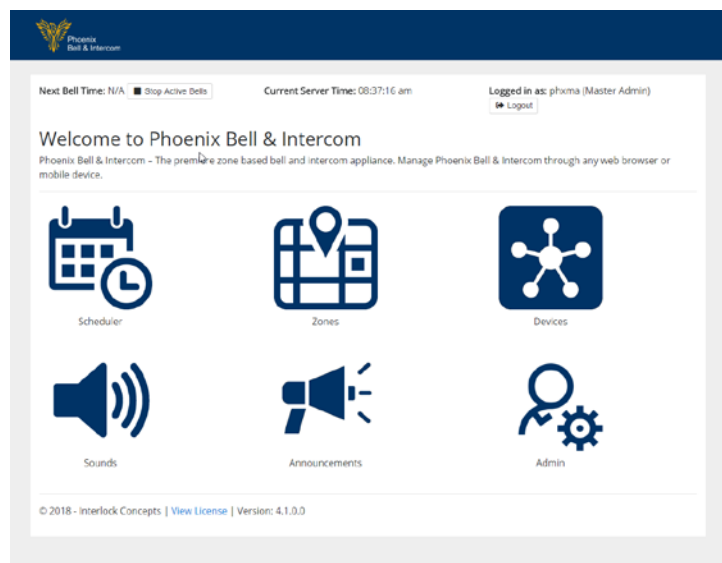 Phoenix
Bell & Intercom
Next Bell Time: N/A Stop Active Bells Current Server Time: 08:37:16 am Logged in as: phxma (Master Admin)
Logout
Welcome to Phoenix Bell & Intercom
Phoenix Bell & Intercom – The premiere zone based bell and intercom appliance. Manage Phoenix Bell & Intercom through any web browser or
mobile device.
Scheduler Zones Devices
Sounds Announcements Admin
© 2018 - Interlock Concepts | View License | Version: 4.1.0.0